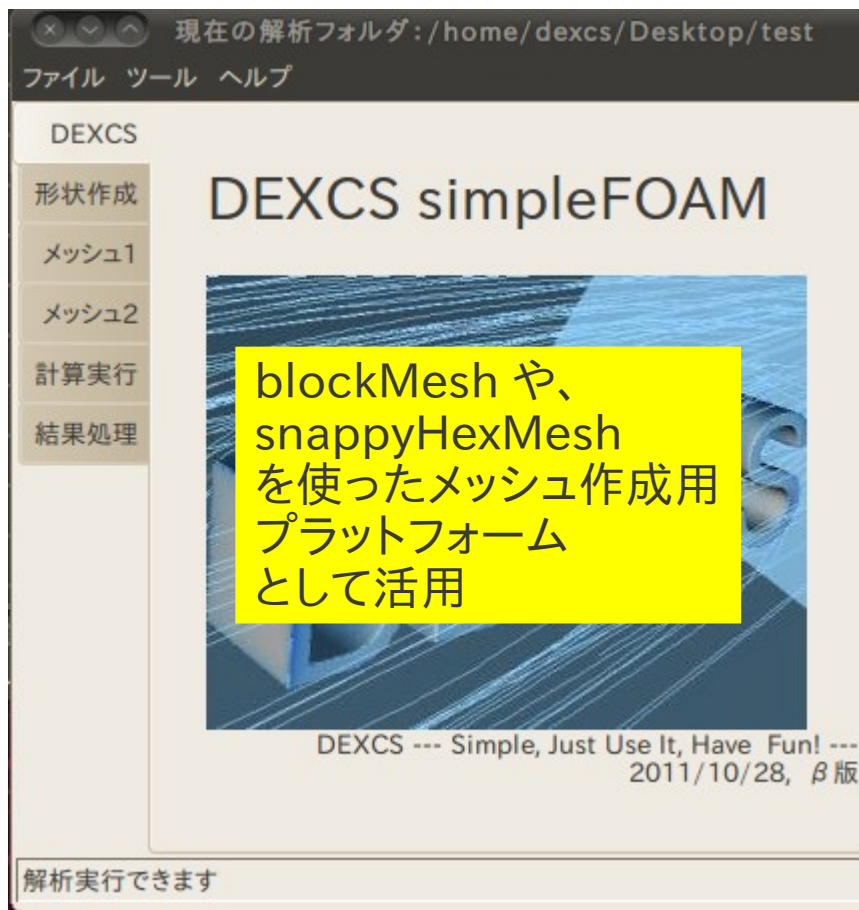 現在の解析フォルダ:/home/dexcs/Desktop/test
ファイル ツール ヘルプ
DEXCS
形状作成
メッシュ1
メッシュ2
計算実行
結果処理
DEXCS simpleFOAM
blockMesh や、
snappyHexMesh
を使ったメッシュ作成用
プラットフォーム
として活用
DEXCS --- Simple, Just Use It, Have Fun! ---
2011/10/28, β版
解析実行できます